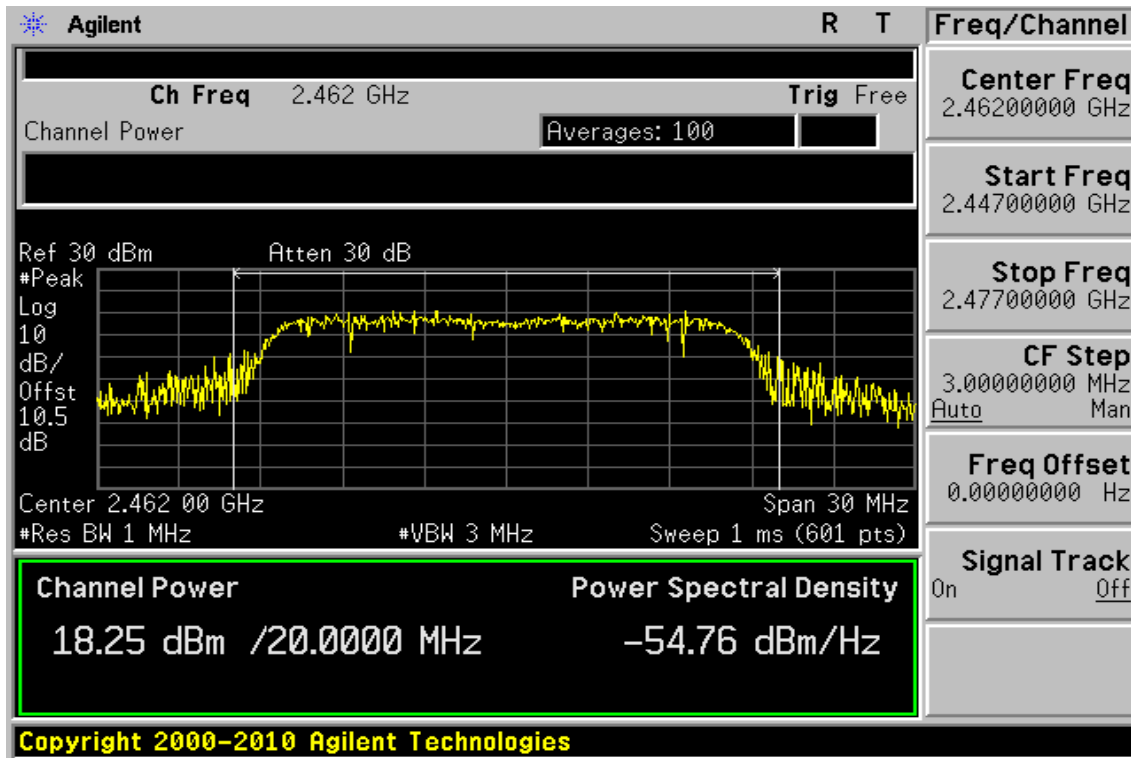 Agilent
R T
Freq/Channel
Ch Freq 2.462 GHz
Trig Free
Channel Power
Averages: 100
Ref 30 dBm
Atten 30 dB
#Peak
Log
10
dB/
Offst
10.5
dB
Center 2.462 00 GHz
Span 30 MHz
#Res BW 1 MHz
#VBW 3 MHz
Sweep 1 ms (601 pts)
Channel Power
Power Spectral Density
18.25 dBm /20.0000 MHz
-54.76 dBm/Hz
Center Freq
2.46200000 GHz
Start Freq
2.44700000 GHz
Stop Freq
2.47700000 GHz
CF Step
3.00000000 MHz
Auto Man
Freq Offset
0.00000000 Hz
Signal Track
On Off
Copyright 2000-2010 Agilent Technologies